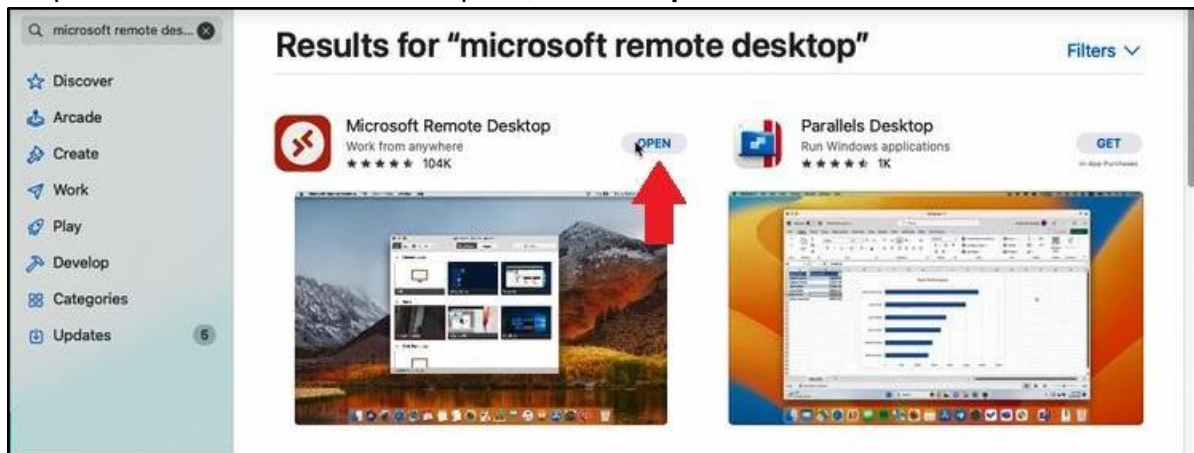 microsoft remote des...
Discover
Arcade
Create
Work
Play
Develop
Categories
Updates 6
Results for “microsoft remote desktop”
Filters
Microsoft Remote Desktop
Work from anywhere
104K
OPEN
Parallels Desktop
Run Windows applications
1K
GET
In-App Purchases